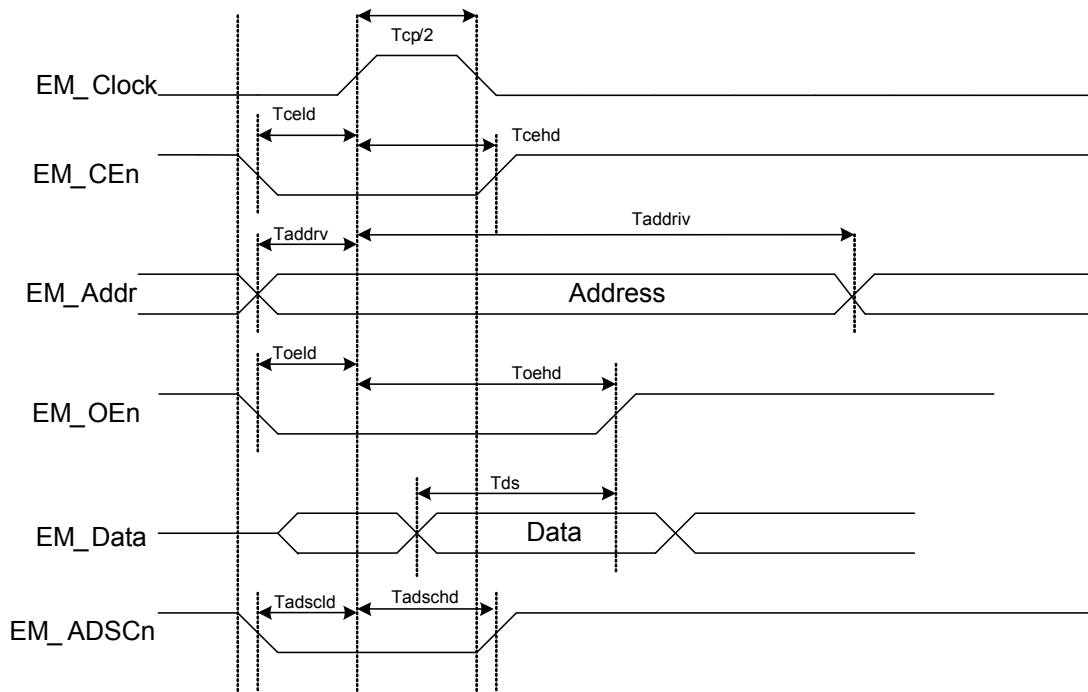 Tcp/2
EM_Clock
Tceld
Tcehd
EM_CEn
Taddrv
Taddriv
EM_Addr
Address
Toeld
Toehd
EM_OEn
Tds
EM_Data
Data
Tadscld
Tadschd
EM_ADSCn